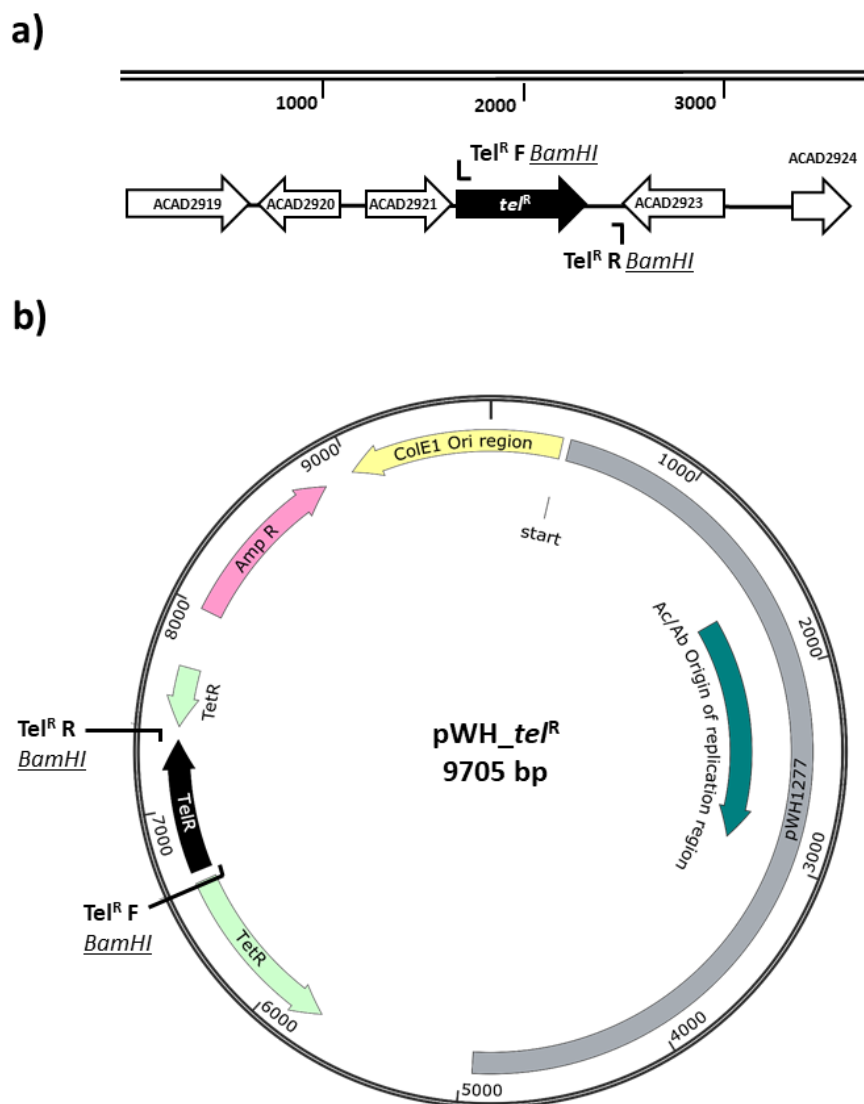 a)
1000
2000
3000
Telᴿ F BamHI
ACAD2924
ACAD2919
ACAD2920
ACAD2921
telᴿ
ACAD2923
Telᴿ R BamHI
b)
ColE1 Ori region
9000
1000
Amp R
start
8000
2000
Ac/Ab Origin of replication region
TetR
Telᴿ R
BamHI
pWH_telᴿ
9705 bp
pWH1277
TelR
7000
3000
Telᴿ F
BamHI
TetR
6000
4000
5000